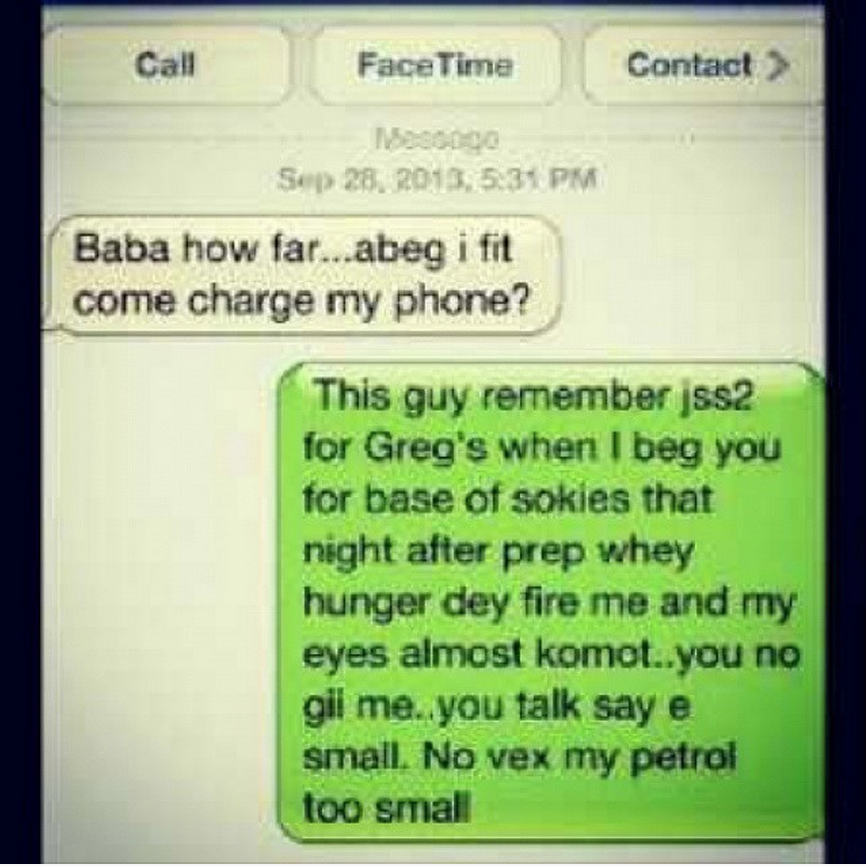 Call FaceTime Contact >
Message
Sep 28, 2013, 5:31 PM
Baba how far...abeg i fit
come charge my phone?
This guy remember jss2
for Greg's when I beg you
for base of sokies that
night after prep whey
hunger dey fire me and my
eyes almost komot..you no
gii me..you talk say e
small. No vex my petrol
too small